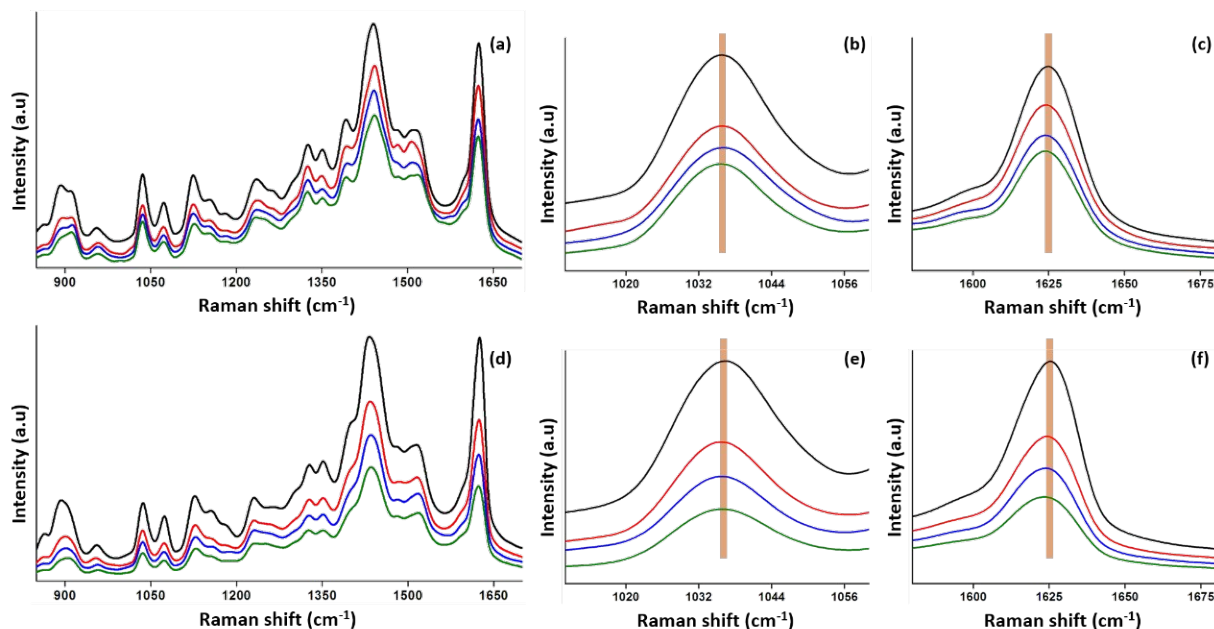 (a)
Intensity (a.u)
900 1050 1200 1350 1500 1650
Raman shift (cm-1)
(b)
Intensity (a.u)
1020 1032 1044 1056
Raman shift (cm-1)
(c)
Intensity (a.u)
1600 1625 1650 1675
Raman shift (cm-1)
(d)
Intensity (a.u)
900 1050 1200 1350 1500 1650
Raman shift (cm-1)
(e)
Intensity (a.u)
1020 1032 1044 1056
Raman shift (cm-1)
(f)
Intensity (a.u)
1600 1625 1650 1675
Raman shift (cm-1)